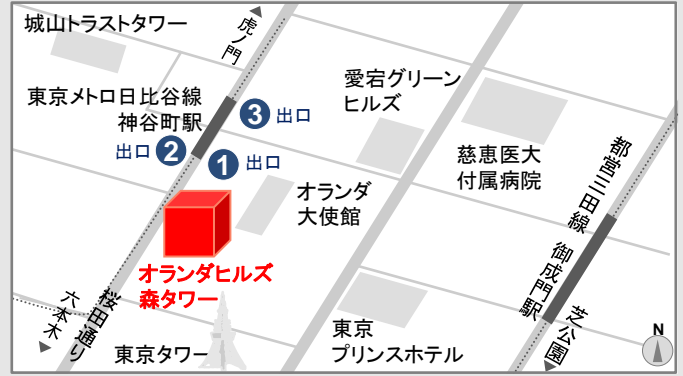 城山トラストタワー
虎ノ門
東京メトロ日比谷線
神谷町駅
愛宕グリーン
ヒルズ
3 出口
出口 2
1 出口
慈恵医大
付属病院
都営三田線 御成門駅
オランダ
大使館
オランダヒルズ
森タワー
桜田通り
六本木
東京タワー
東京
プリンスホテル
芝公園
N